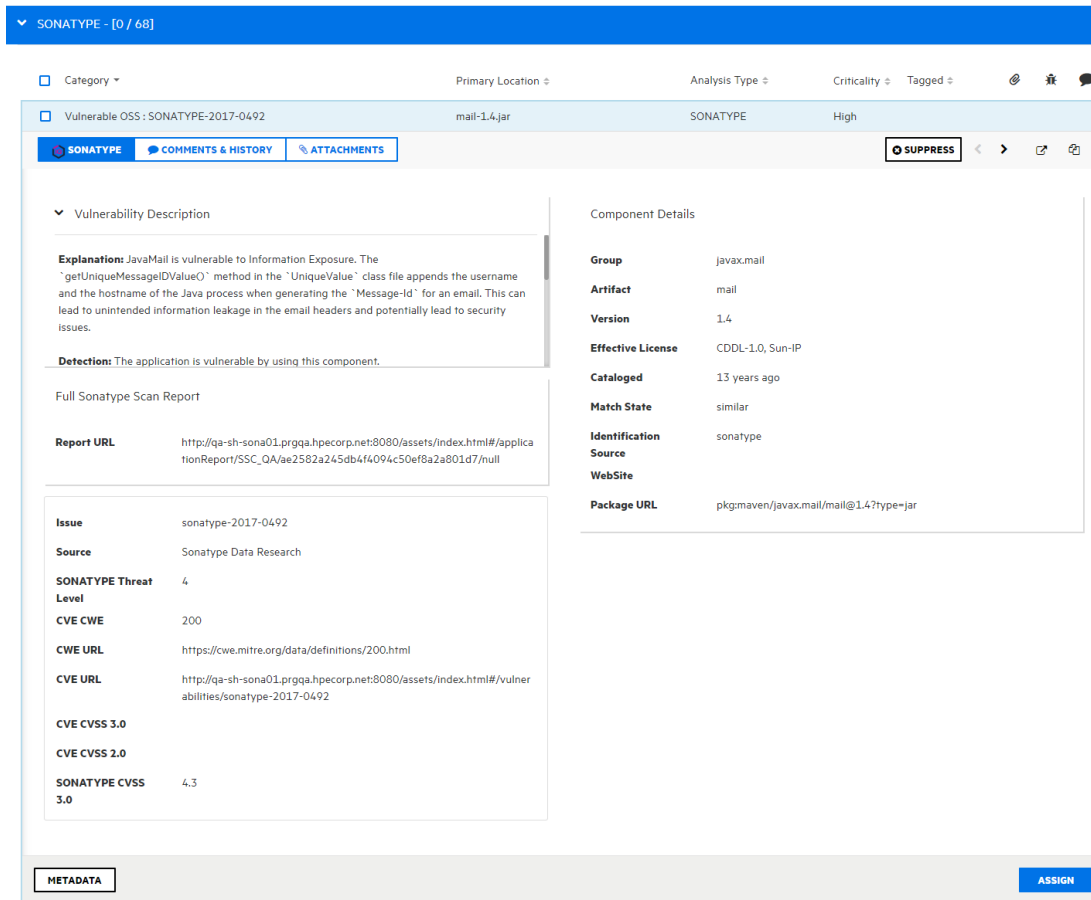 SONATYPE - [0 / 68]
Category Primary Location Analysis Type Criticality Tagged
Vulnerable OSS : SONATYPE-2017-0492 mail-1.4.jar SONATYPE High
SONATYPE COMMENTS & HISTORY ATTACHMENTS SUPPRESS
Vulnerability Description
Explanation: JavaMail is vulnerable to Information Exposure. The
`getUniqueMessageIDValue()` method in the `UniqueValue` class file appends the username
and the hostname of the Java process when generating the `Message-Id` for an email. This can
lead to unintended information leakage in the email headers and potentially lead to security
issues.
Detection: The application is vulnerable by using this component.
Full Sonatype Scan Report
Report URL http://qa-sh-sona01.prgqa.hpecorp.net:8080/assets/index.html#/applica
tionReport/SSC_QA/ae2582a245db4f4094c50ef8a2a801d7/null
Issue sonatype-2017-0492
Source Sonatype Data Research
SONATYPE Threat 4
Level
CVE CWE 200
CWE URL https://cwe.mitre.org/data/definitions/200.html
CVE URL http://qa-sh-sona01.prgqa.hpecorp.net:8080/assets/index.html#/vulner
abilities/sonatype-2017-0492
CVE CVSS 3.0
CVE CVSS 2.0
SONATYPE CVSS 4.3
3.0
Component Details
Group javax.mail
Artifact mail
Version 1.4
Effective License CDDL-1.0, Sun-IP
Cataloged 13 years ago
Match State similar
Identification sonatype
Source
WebSite
Package URL pkg:maven/javax.mail/mail@1.4?type=jar
METADATA ASSIGN